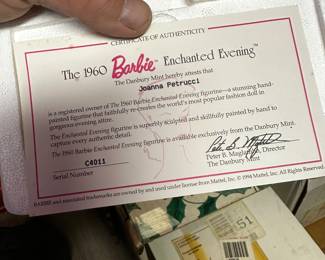 CERTIFICATE OF AUTHENTICITY
The 1960 Barbie™ Enchanted Evening™
The Danbury Mint hereby attests that
Joanna Petrucci
is a registered owner of The 1960 Barbie Enchanted Evening figurine—a stunning hand-
painted figurine that faithfully re-creates the world's most popular fashion doll in
gorgeous evening attire.
The Enchanted Evening figurine is superbly sculpted and skillfully painted by hand to
capture every authentic detail.
The 1960 Barbie Enchanted Evening figurine is available exclusively from the Danbury Mint.
C4011
Serial Number
Peter B. Maglathlin, Director
The Danbury Mint
BARBIE and associated trademarks are owned by and used under license from Mattel, Inc. © 1994 Mattel, Inc. All Rights Reserved.
51